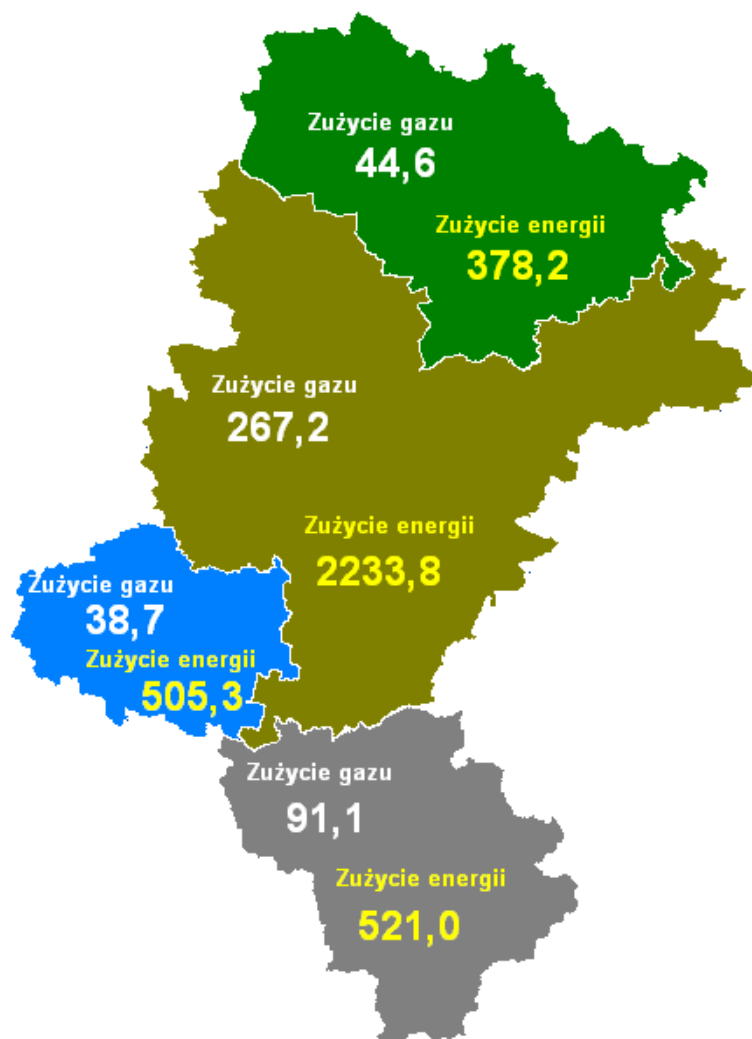 Zużycie gazu
44,6
Zużycie energii
378,2
Zużycie gazu
267,2
Zużycie energii
2233,8
Zużycie gazu
38,7
Zużycie energii
505,3
Zużycie gazu
91,1
Zużycie energii
521,0